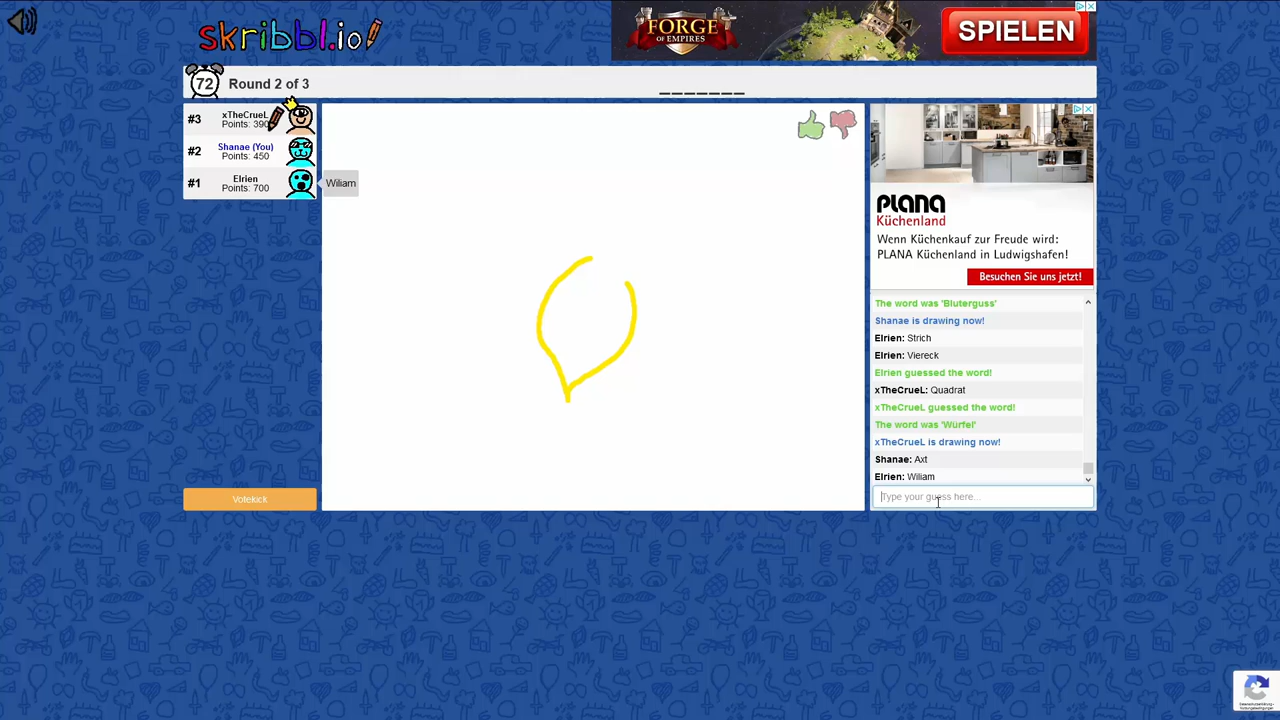 skribbl.io
FORGE
OF EMPIRES
SPIELEN
72
Round 2 of 3
_______
#3
xTheCrueL
Points: 390
#2
Shanae (You)
Points: 450
#1
Elrien
Points: 700
Wiliam
PLANA
Küchenland
Wenn Küchenkauf zur Freude wird:
PLANA Küchenland in Ludwigshafen!
Besuchen Sie uns jetzt!
The word was 'Bluterguss'
Shanae is drawing now!
Elrien: Strich
Elrien: Viereck
Elrien guessed the word!
xTheCrueL: Quadrat
xTheCrueL guessed the word!
The word was 'Würfel'
xTheCrueL is drawing now!
Shanae: Axt
Elrien: Wiliam
Type your guess here...
Votekick